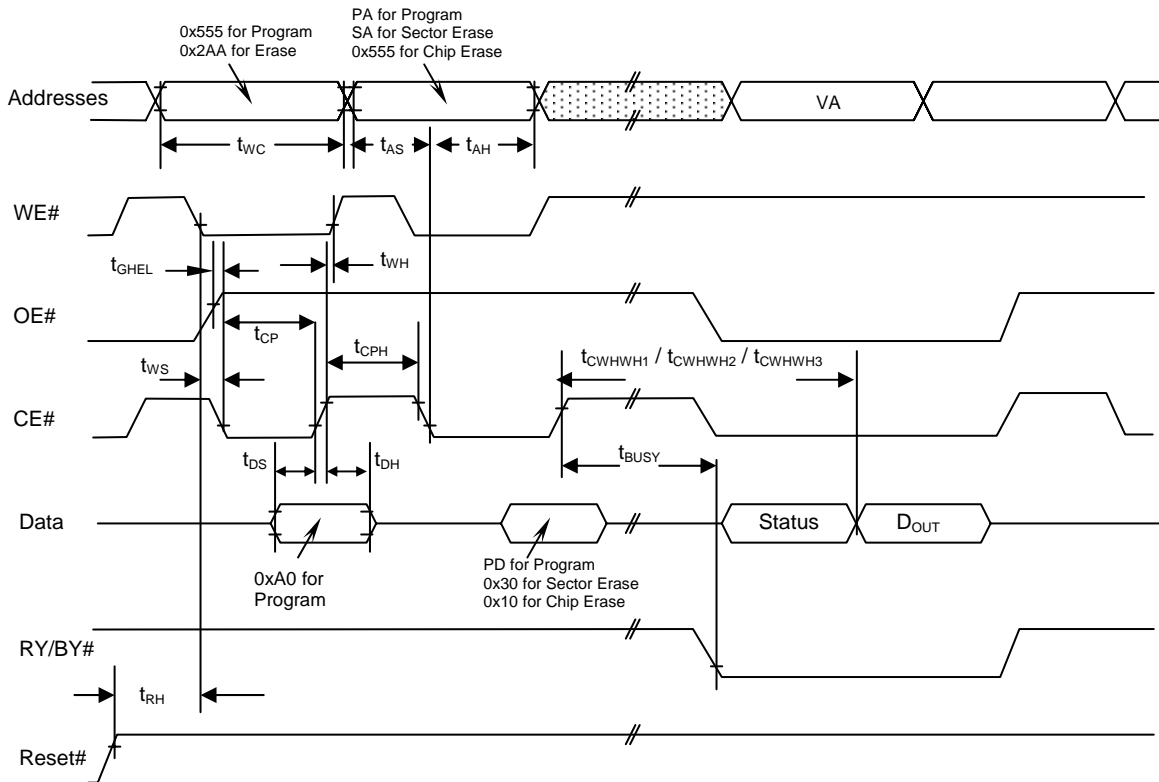 0x555 for Program
0x2AA for Erase
PA for Program
SA for Sector Erase
0x555 for Chip Erase
Addresses
VA
tWC
tAS
tAH
WE#
tGHEL
tWH
OE#
tCP
tCPH
tCWHWH1 / tCWHWH2 / tCWHWH3
tWS
CE#
tDS
tDH
tBUSY
Data
Status
DOUT
0xA0 for
Program
PD for Program
0x30 for Sector Erase
0x10 for Chip Erase
RY/BY#
tRH
Reset#